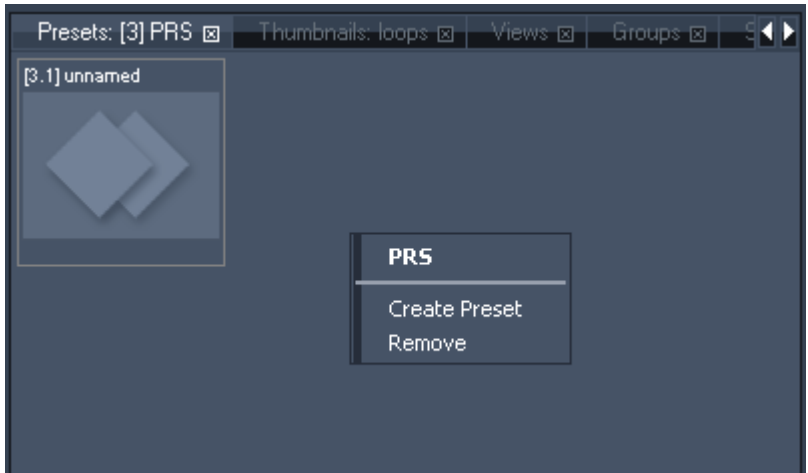 Presets: [3] PRS Thumbnails: loops Views Groups S
[3.1] unnamed
PRS
Create Preset
Remove